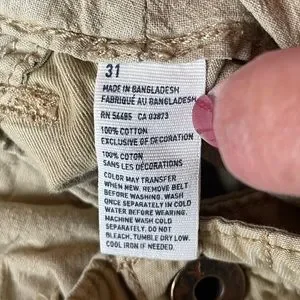 31
MADE IN BANGLADESH
FABRIQUÉ AU BANGLADESH
RN 54485 CA 03873
100% COTTON
EXCLUSIVE OF DECORATION
100% COTON
SANS LES DÉCORATIONS
COLOR MAY TRANSFER
WHEN NEW. REMOVE BELT
BEFORE WASHING. WASH
ONCE SEPARATELY IN COLD
WATER BEFORE WEARING.
MACHINE WASH COLD
SEPARATELY. DO NOT
BLEACH, TUMBLE DRY LOW.
COOL IRON IF NEEDED.